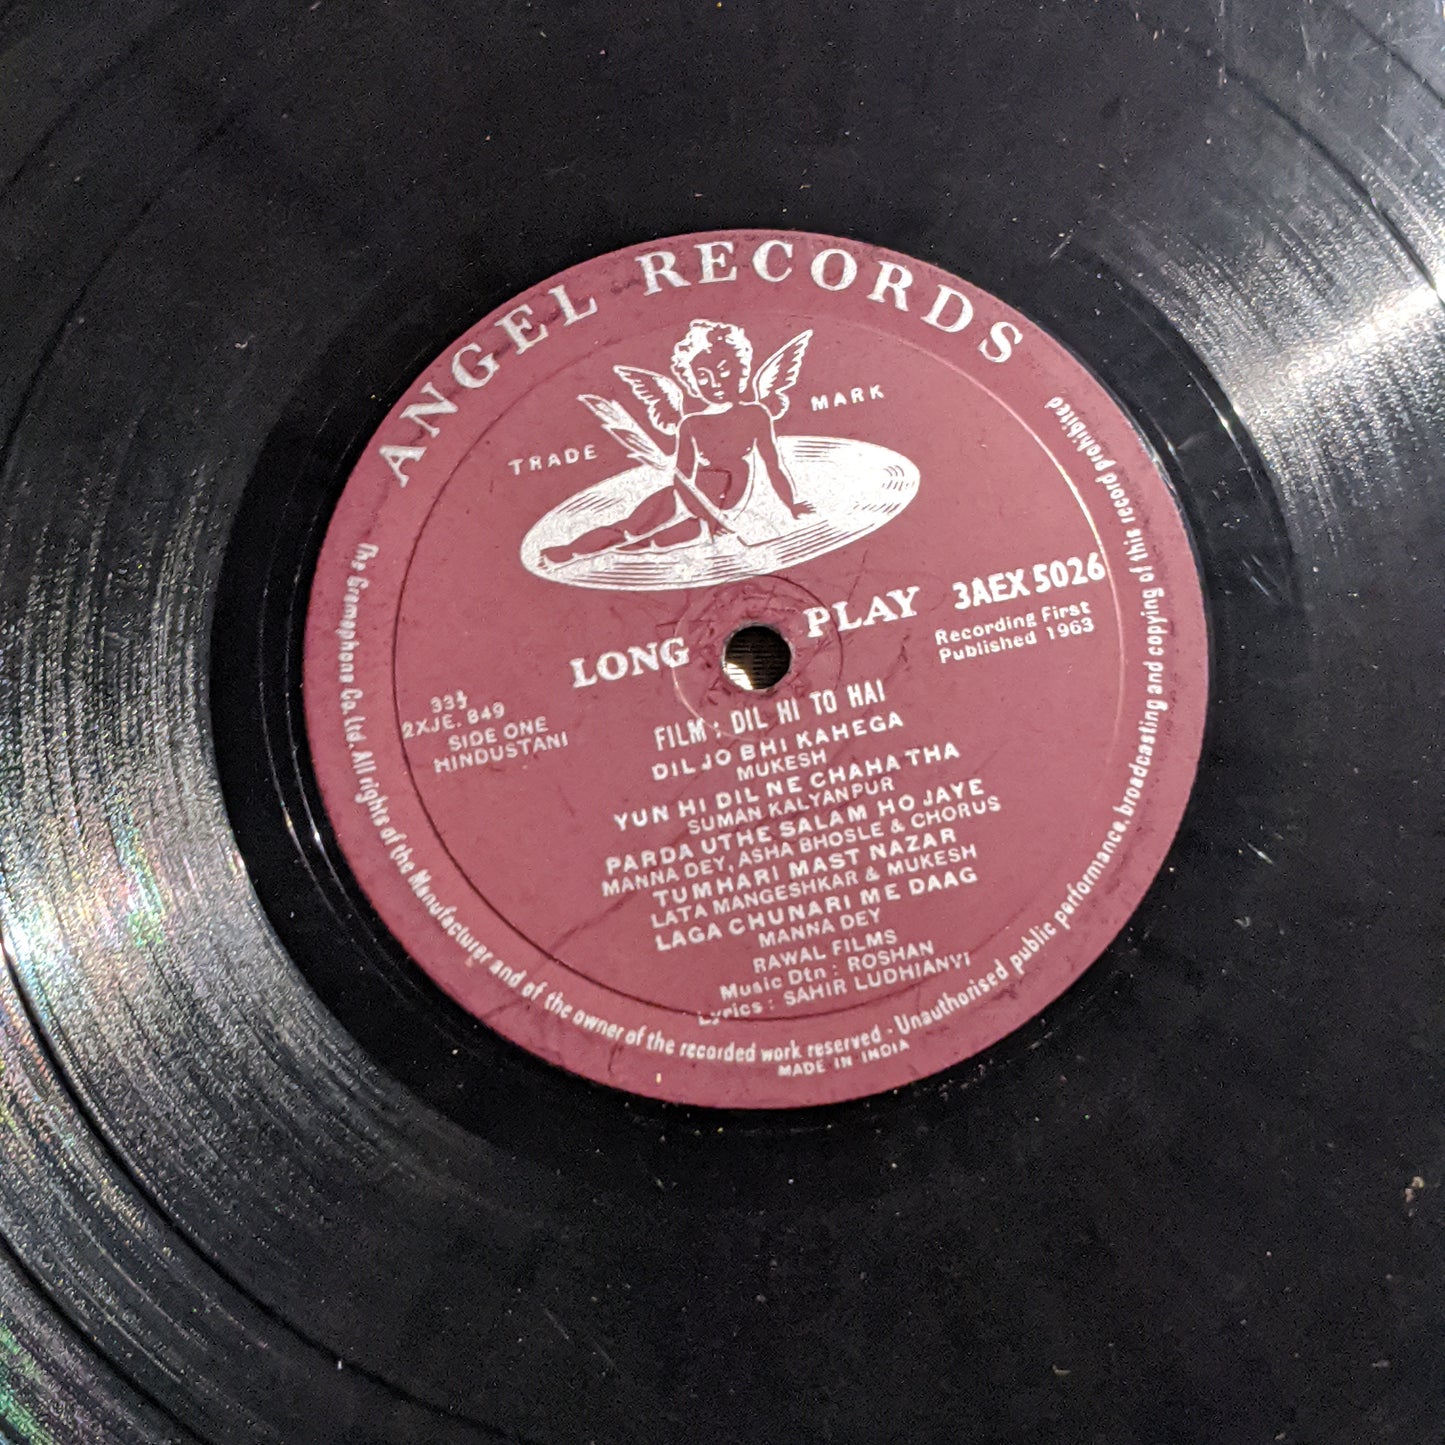 ANGEL RECORDS
TRADE MARK
LONG PLAY
3AEX 5026
Recording First
Published 1963
33⅓
2XJE. 849
SIDE ONE
HINDUSTANI
FILM : DIL HI TO HAI
DIL JO BHI KAHEGA
MUKESH
YUN HI DIL NE CHAHA THA
SUMAN KALYANPUR
PARDA UTHE SALAM HO JAYE
MANNA DEY, ASHA BHOSLE & CHORUS
TUMHARI MAST NAZAR
LATA MANGESHKAR & MUKESH
LAGA CHUNARI ME DAAG
MANNA DEY
RAWAL FILMS
Music Dtn : ROSHAN
Lyrics : SAHIR LUDHIANVI
Gramophone Co. Ltd. All rights of the Manufacturer and of the owner of the recorded work reserved - Unauthorised public performance, broadcasting and copying of this record prohibited
MADE IN INDIA